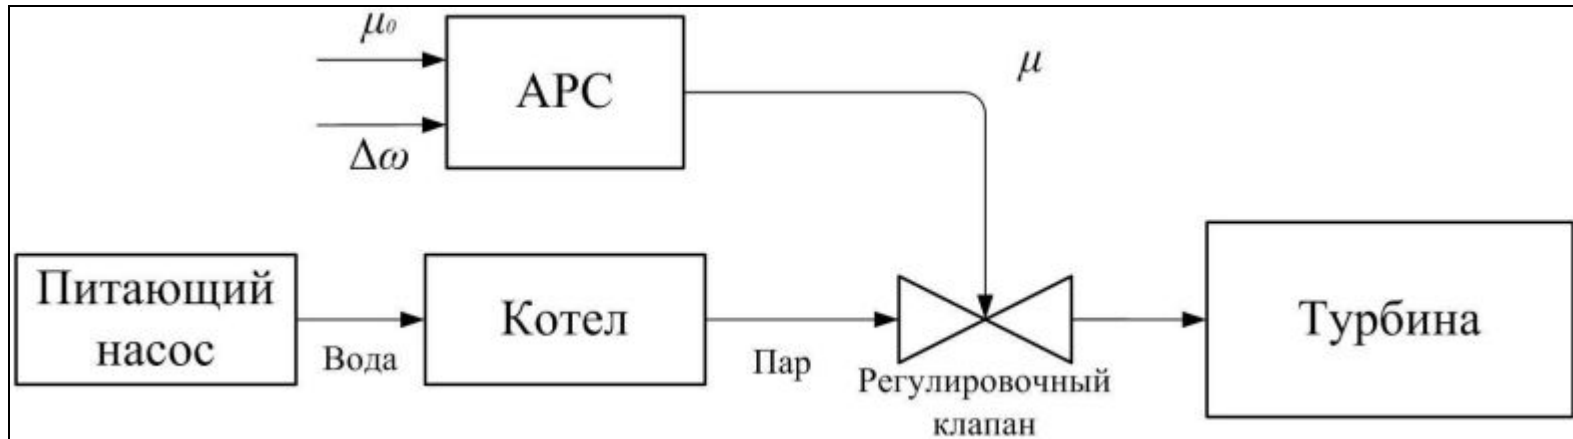 μ₀
АРС
μ
Δω
Питающий
насос
Вода
Котел
Пар
Регулировочный
клапан
Турбина